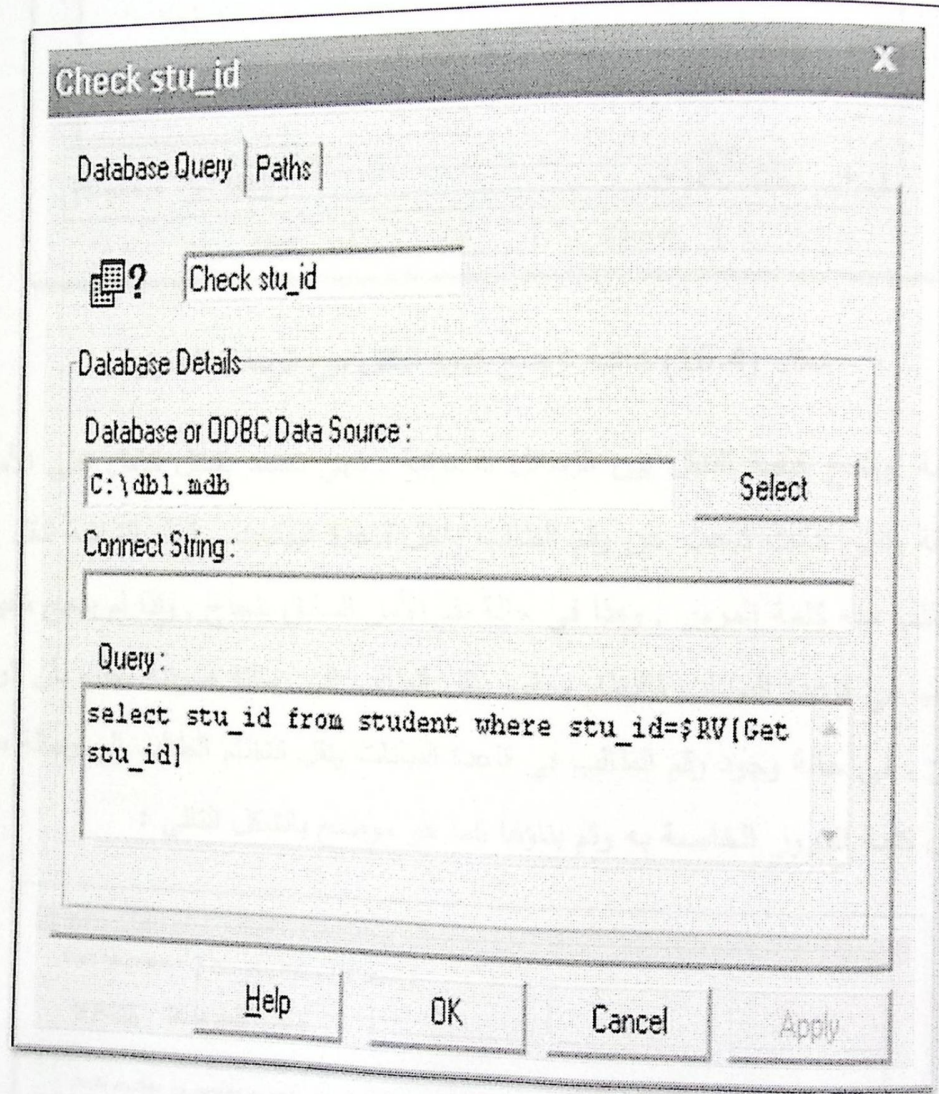 Check stu_id
x
Database Query Paths
? Check stu_id
Database Details
Database or ODBC Data Source :
C:\db1.mdb
Select
Connect String :
Query :
select stu_id from student where stu_id=$RV[Get
stu_id]
Help OK Cancel Apply